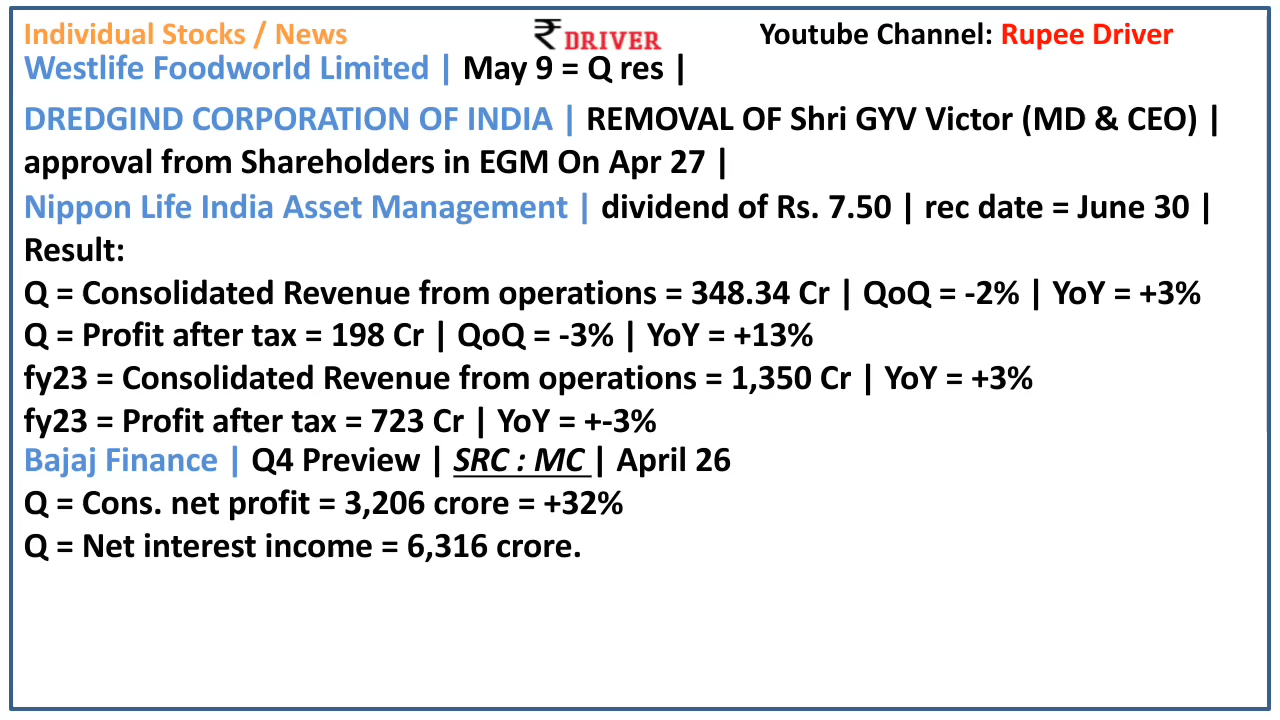 Individual Stocks / News
₹ DRIVER
Youtube Channel: Rupee Driver
Westlife Foodworld Limited | May 9 = Q res |
DREDGIND CORPORATION OF INDIA | REMOVAL OF Shri GYV Victor (MD & CEO) |
approval from Shareholders in EGM On Apr 27 |
Nippon Life India Asset Management | dividend of Rs. 7.50 | rec date = June 30 |
Result:
Q = Consolidated Revenue from operations = 348.34 Cr | QoQ = -2% | YoY = +3%
Q = Profit after tax = 198 Cr | QoQ = -3% | YoY = +13%
fy23 = Consolidated Revenue from operations = 1,350 Cr | YoY = +3%
fy23 = Profit after tax = 723 Cr | YoY = +-3%
Bajaj Finance | Q4 Preview | SRC : MC | April 26
Q = Cons. net profit = 3,206 crore = +32%
Q = Net interest income = 6,316 crore.